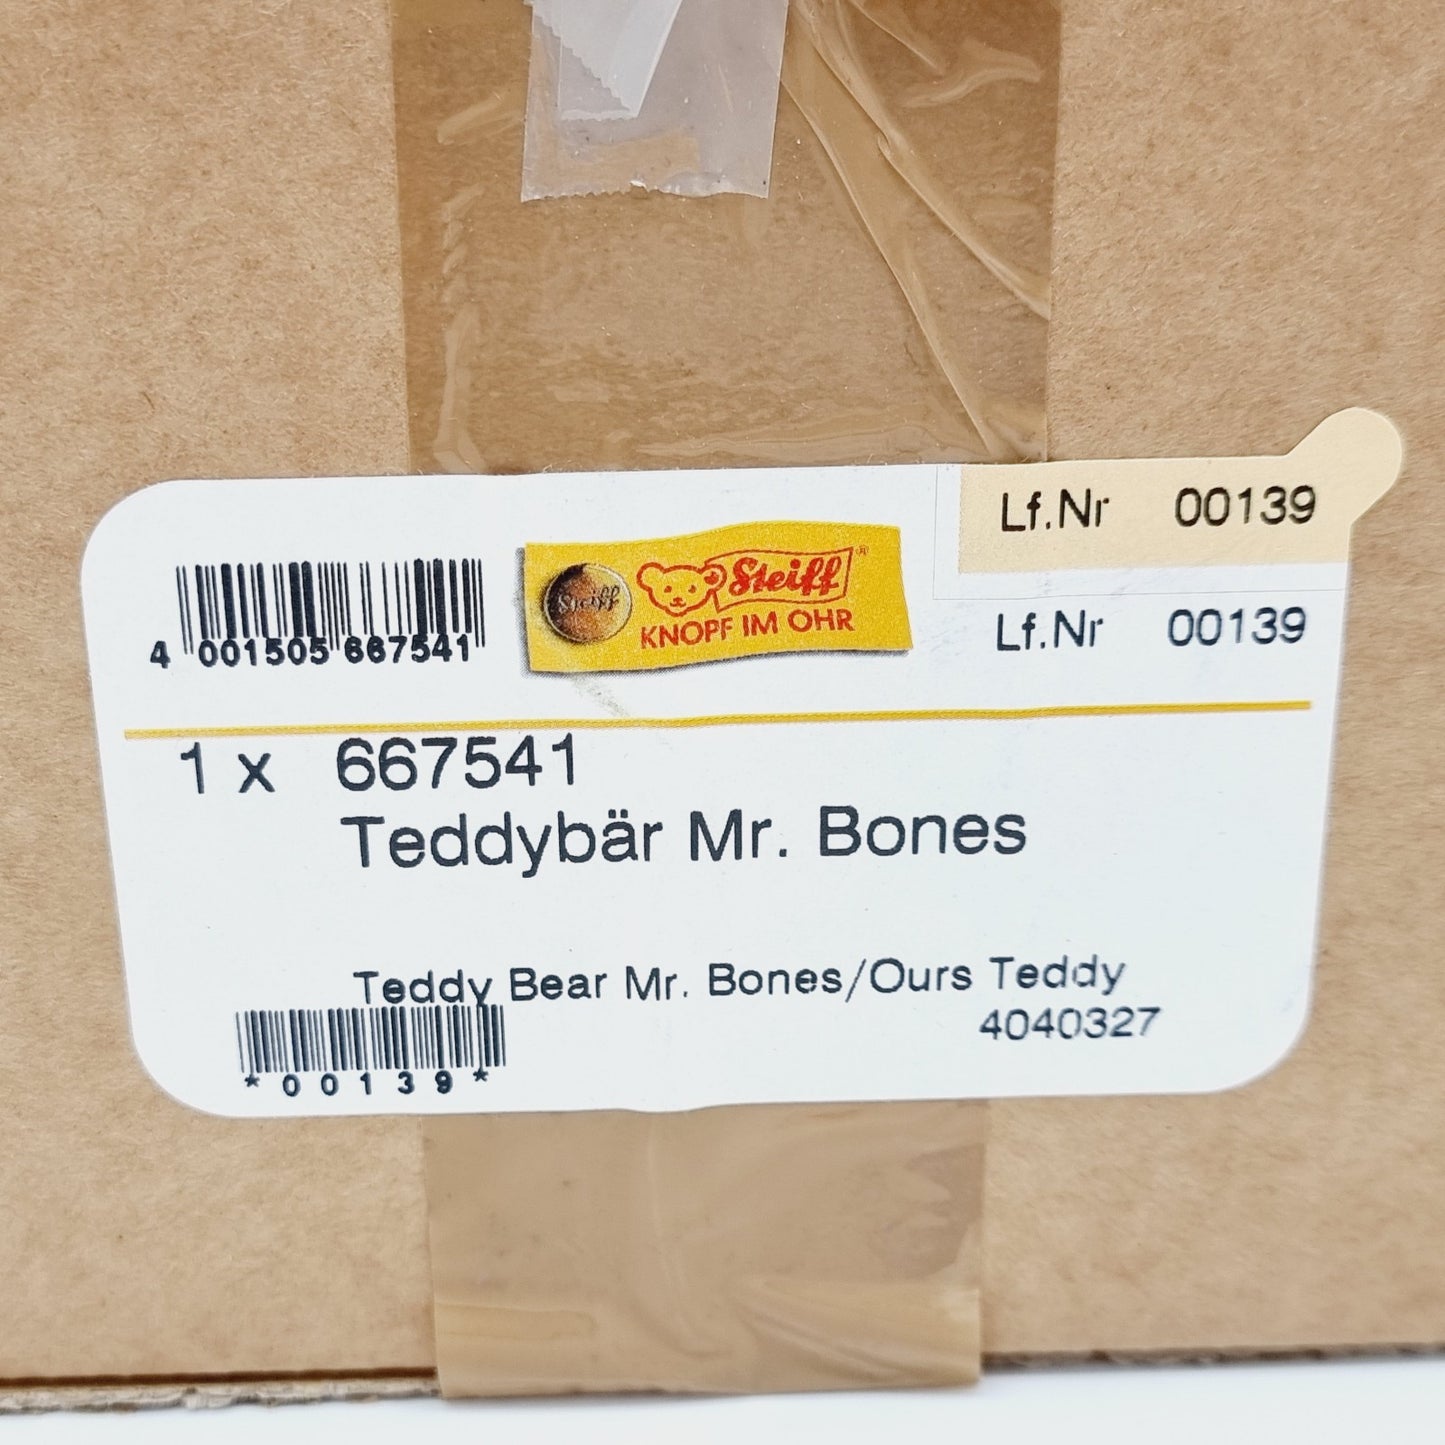 Lf.Nr 00139
4 001505 667541
Steiff
Steiff®
KNOPF IM OHR
Lf.Nr 00139
1 x 667541
Teddybär Mr. Bones
Teddy Bear Mr. Bones/Ours Teddy
4040327
*00139*